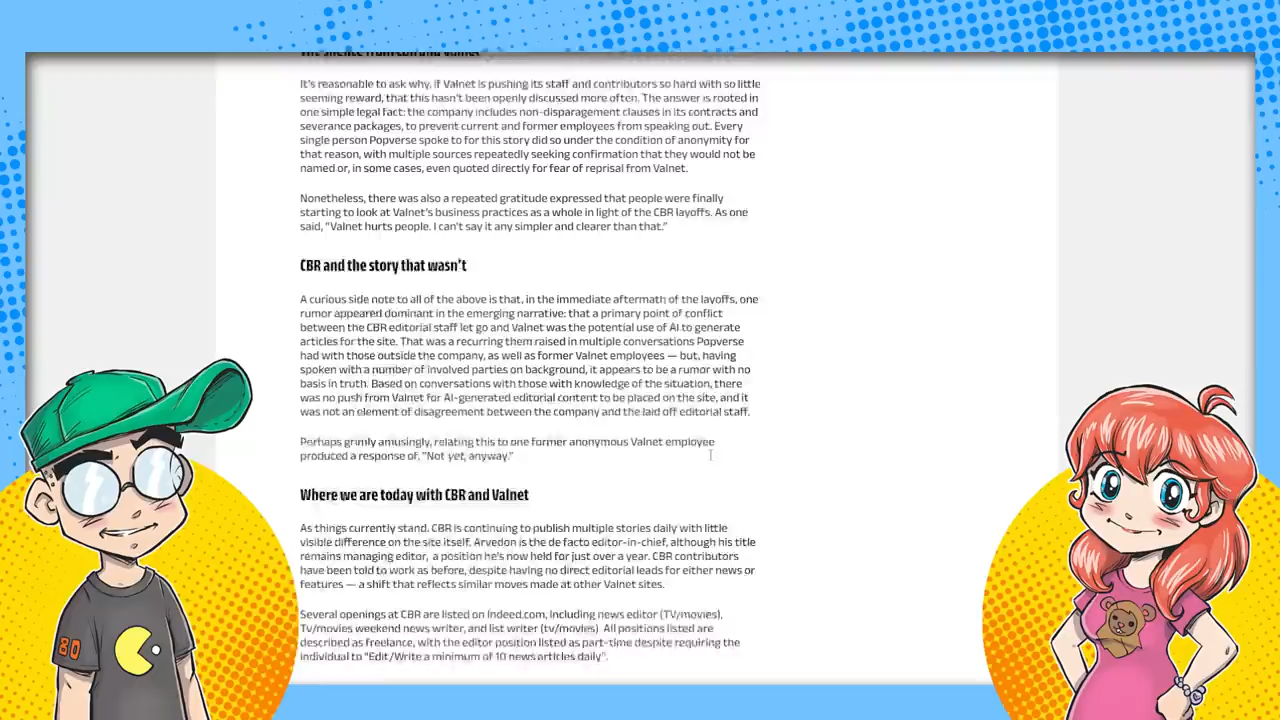 It's reasonable to ask why, if Valnet is pushing its staff and contributors so hard with so little
seeming reward, that this hasn't been openly discussed more often. The answer is rooted in
one simple legal fact: the company includes non-disparagement clauses in its contracts and
severance packages, to prevent current and former employees from speaking out. Every
single person Popverse spoke to for this story did so under the condition of anonymity for
that reason, with multiple sources repeatedly seeking confirmation that they would not be
named or, in some cases, even quoted directly for fear of reprisal from Valnet.
Nonetheless, there was also a repeated gratitude expressed that people were finally
starting to look at Valnet's business practices as a whole in light of the CBR layoffs. As one
said, "Valnet hurts people. I can't say it any simpler and clearer than that."
CBR and the story that wasn't
A curious side note to all of the above is that, in the immediate aftermath of the layoffs, one
rumor appeared dominant in the emerging narrative: that a primary point of conflict
between the CBR editorial staff let go and Valnet was the potential use of AI to generate
articles for the site. That was a recurring them raised in multiple conversations Popverse
had with those outside the company, as well as former Valnet employees — but, having
spoken with a number of involved parties on background, it appears to be a rumor with no
basis in truth. Based on conversations with those with knowledge of the situation, there
was no push from Valnet for AI-generated editorial content to be placed on the site, and it
was not an element of disagreement between the company and the laid off editorial staff.
Perhaps grimly amusingly, relating this to one former anonymous Valnet employee
produced a response of, "Not yet, anyway."
Where we are today with CBR and Valnet
As things currently stand, CBR is continuing to publish multiple stories daily with little
visible difference on the site itself. Arvedon is the de facto editor-in-chief, although his title
remains managing editor, a position he's now held for just over a year. CBR contributors
have been told to work as before, despite having no direct editorial leads for either news or
features — a shift that reflects similar moves made at other Valnet sites.
Several openings at CBR are listed on Indeed.com, including news editor (TV/movies),
Tv/movies weekend news writer, and list writer (tv/movies) All positions listed are
described as freelance, with the editor position listed as part-time despite requiring the
individual to "Edit/Write a minimum of 10 news articles daily".
80